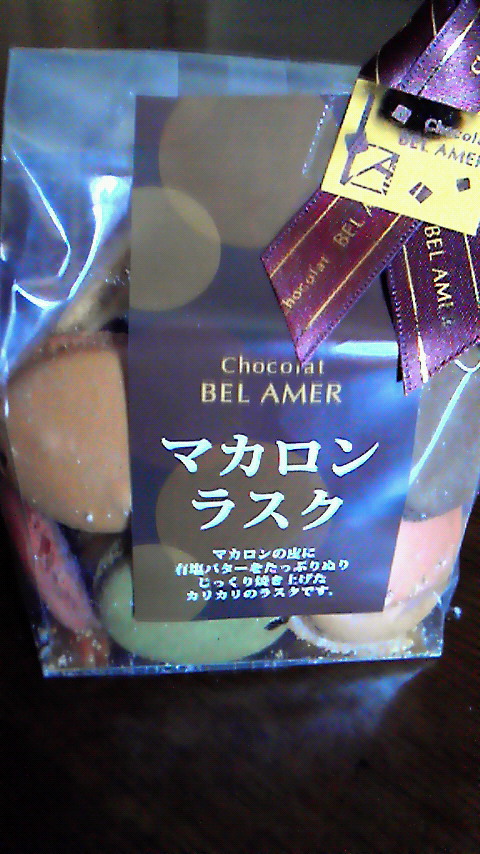 Chocola
BEL AMER
hocolat BEL
BEL AMER
Chocolat
BEL AMER
マカロン
ラスク
マカロンの皮に
有塩バターをたっぷりぬり
じっくり焼き上げた
カリカリのラスクです。